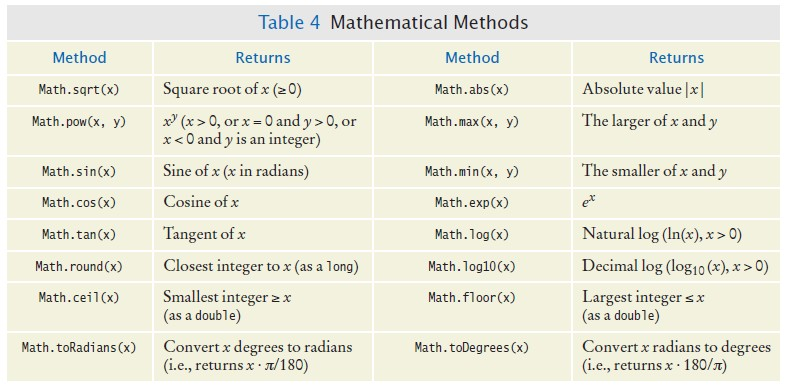 Table 4 Mathematical Methods
Method Returns Method Returns
Math.sqrt(x) Square root of x (≥0) Math.abs(x) Absolute value |x|
Math.pow(x, y) xʸ (x > 0, or x = 0 and y > 0, or Math.max(x, y) The larger of x and y
x < 0 and y is an integer)
Math.sin(x) Sine of x (x in radians) Math.min(x, y) The smaller of x and y
Math.cos(x) Cosine of x Math.exp(x) eˣ
Math.tan(x) Tangent of x Math.log(x) Natural log (ln(x), x > 0)
Math.round(x) Closest integer to x (as a long) Math.log10(x) Decimal log (log₁₀ (x), x > 0)
Math.ceil(x) Smallest integer ≥ x Math.floor(x) Largest integer ≤ x
(as a double) (as a double)
Math.toRadians(x) Convert x degrees to radians Math.toDegrees(x) Convert x radians to degrees
(i.e., returns x · π/180) (i.e., returns x · 180/π)